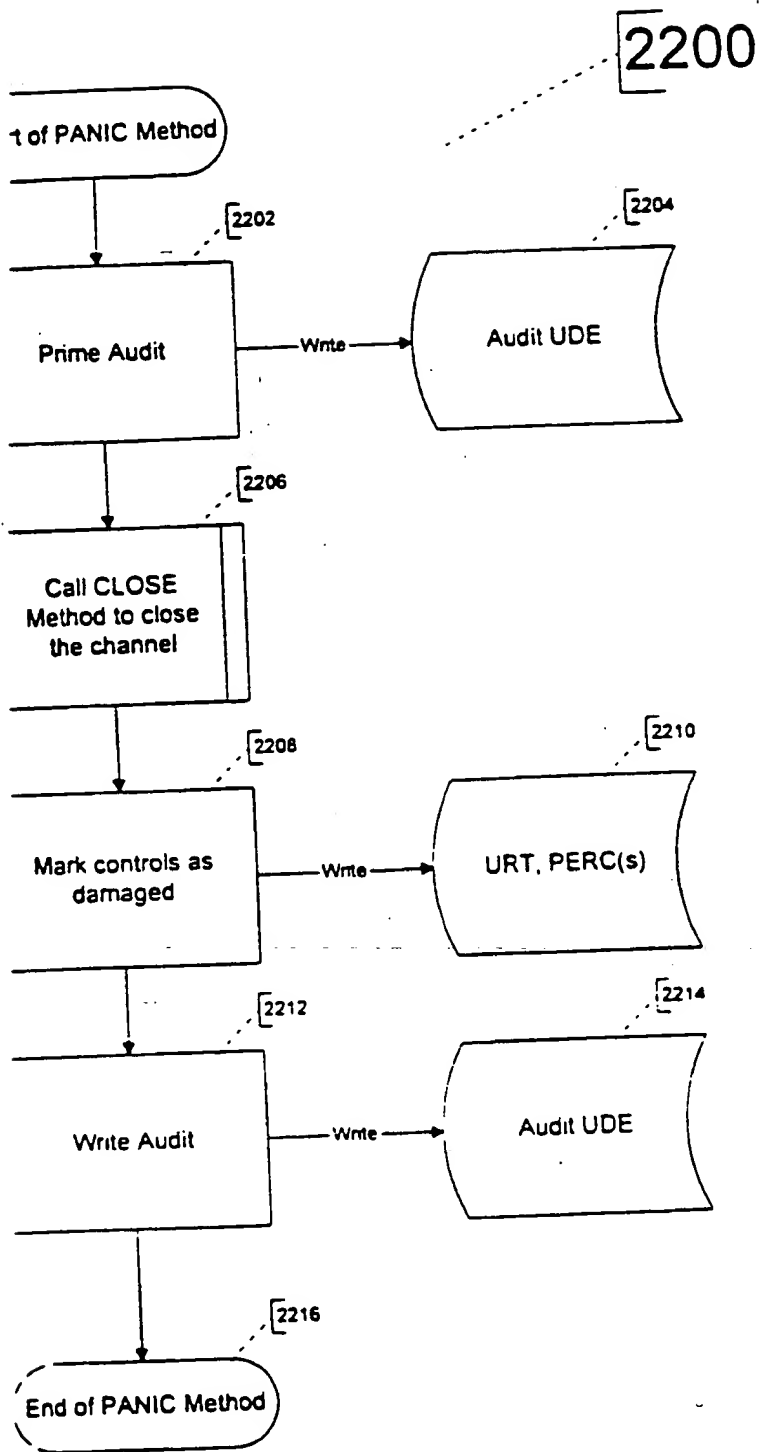 2200
t of PANIC Method
2202
2204
Prime Audit
Write
Audit UDE
2206
Call CLOSE
Method to close
the channel
2208
2210
Mark controls as
damaged
Write
URT, PERC(s)
2212
2214
Write Audit
Write
Audit UDE
2216
End of PANIC Method